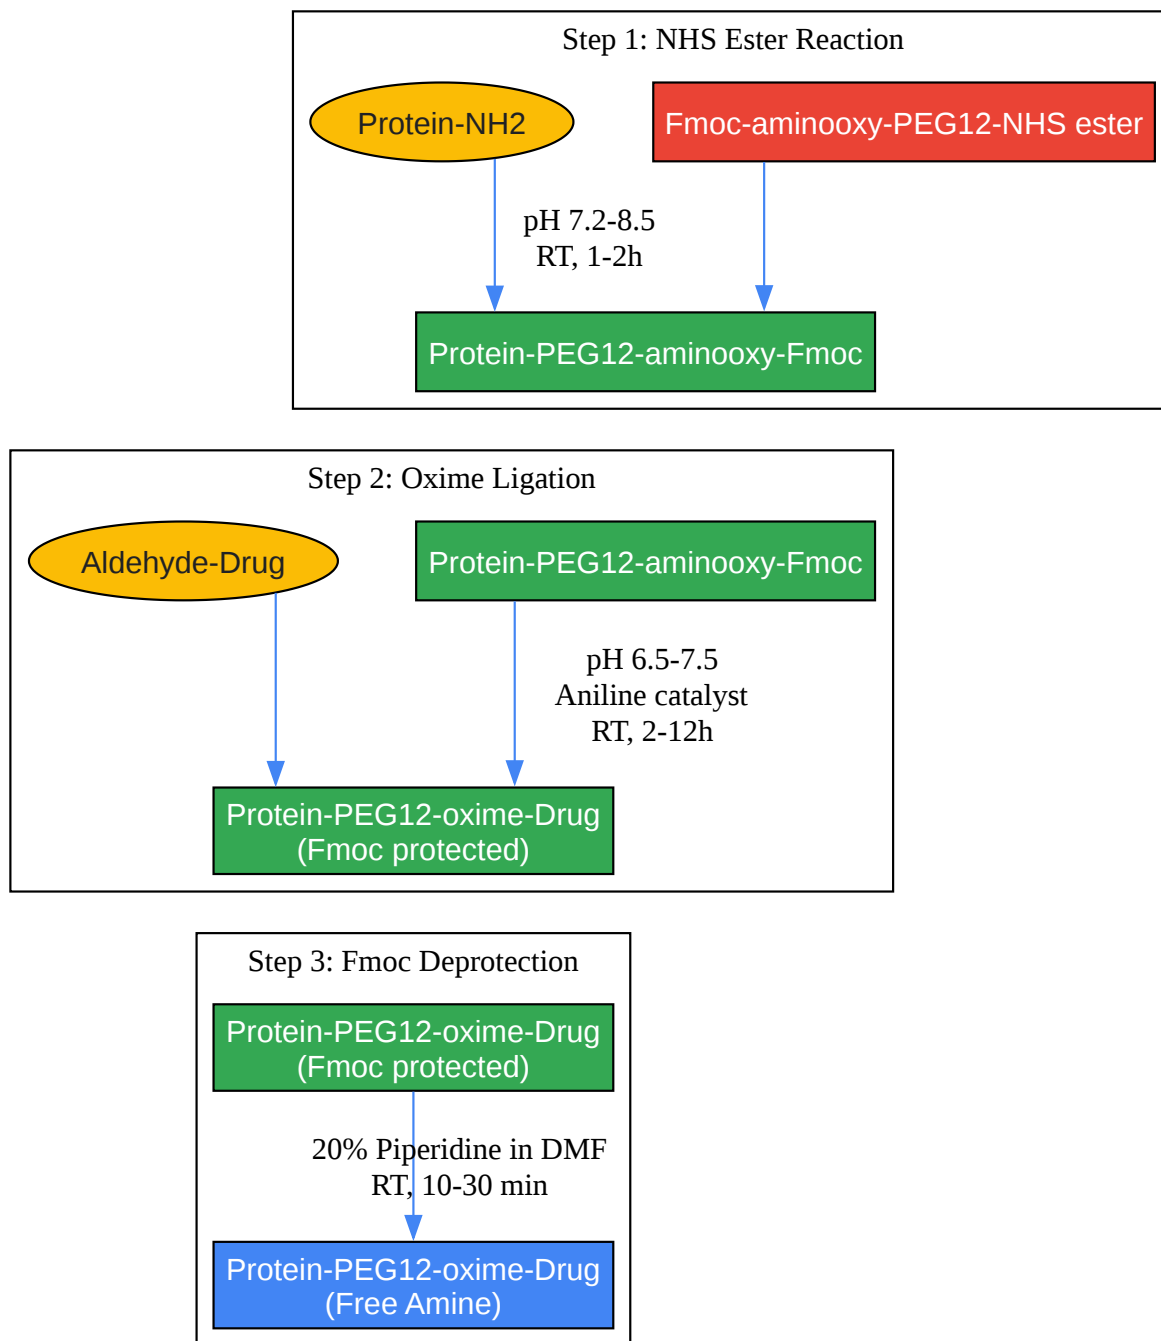 Step 1: NHS Ester Reaction
Protein-NH2
Fmoc-aminooxy-PEG12-NHS ester
pH 7.2-8.5
RT, 1-2h
Protein-PEG12-aminooxy-Fmoc
Step 2: Oxime Ligation
Aldehyde-Drug
Protein-PEG12-aminooxy-Fmoc
pH 6.5-7.5
Aniline catalyst
RT, 2-12h
Protein-PEG12-oxime-Drug
(Fmoc protected)
Step 3: Fmoc Deprotection
Protein-PEG12-oxime-Drug
(Fmoc protected)
20% Piperidine in DMF
RT, 10-30 min
Protein-PEG12-oxime-Drug
(Free Amine)